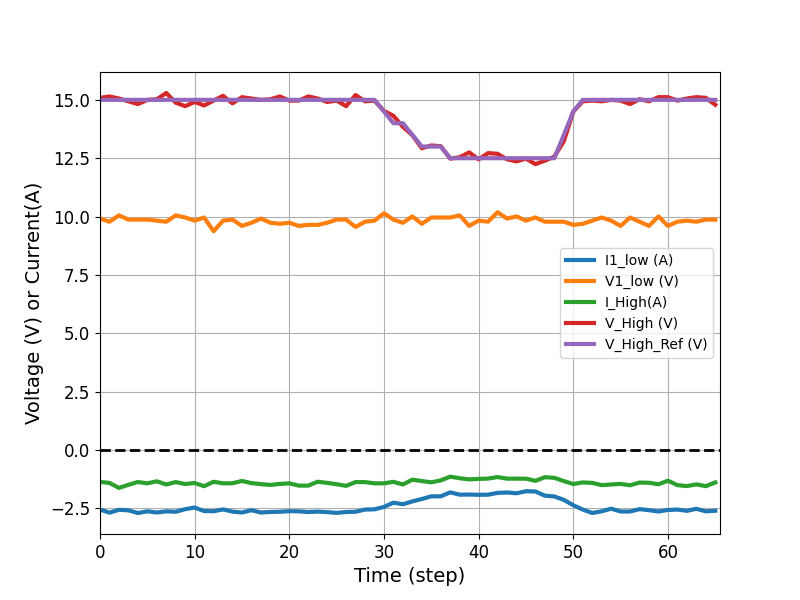 15.0
12.5
10.0
7.5
5.0
2.5
0.0
−2.5
Voltage (V) or Current(A)
I1_low (A)
V1_low (V)
I_High(A)
V_High (V)
V_High_Ref (V)
0 10 20 30 40 50 60
Time (step)